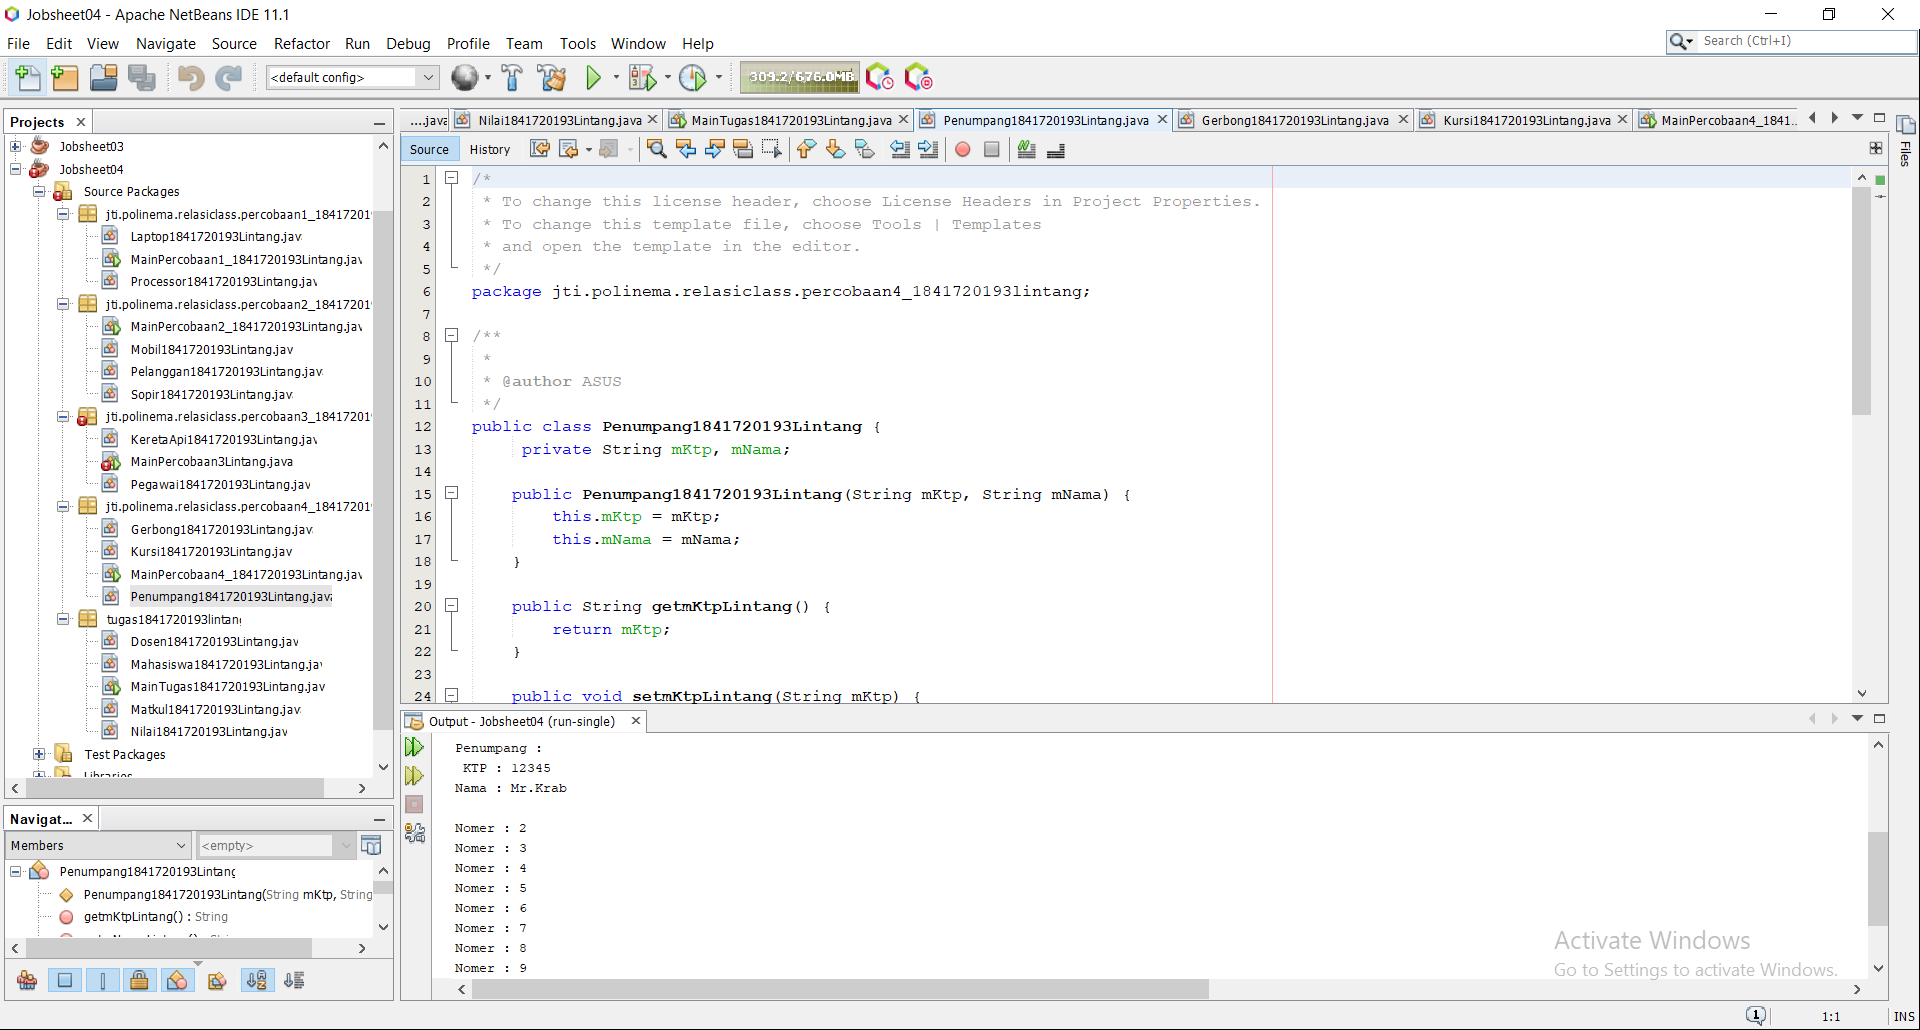 Jobsheet04 - Apache NetBeans IDE 11.1
File Edit View Navigate Source Refactor Run Debug Profile Team Tools Window Help
Search (Ctrl+I)
<default config>
309.2/676.0MB
Projects
Jobsheet03
Jobsheet04
Source Packages
jti.polinema.relasiclass.percobaan1_184172019
Laptop1841720193Lintang.jav
MainPercobaan1_1841720193Lintang.jav
Processor1841720193Lintang.jav
jti.polinema.relasiclass.percobaan2_184172019
MainPercobaan2_1841720193Lintang.jav
Mobil1841720193Lintang.jav
Pelanggan1841720193Lintang.jav
Sopir1841720193Lintang.jav
jti.polinema.relasiclass.percobaan3_184172019
KeretaApi1841720193Lintang.jav
MainPercobaan3Lintang.java
Pegawai1841720193Lintang.jav
jti.polinema.relasiclass.percobaan4_184172019
Gerbong1841720193Lintang.jav
Kursi1841720193Lintang.jav
MainPercobaan4_1841720193Lintang.jav
Penumpang1841720193Lintang.java
tugas1841720193lintang
Dosen1841720193Lintang.jav
Mahasiswa1841720193Lintang.jav
MainTugas1841720193Lintang.jav
Matkul1841720193Lintang.jav
Nilai1841720193Lintang.jav
Test Packages
Libraries
Navigat...
Members
<empty>
Penumpang1841720193Lintang
Penumpang1841720193Lintang(String mKtp, String
getmKtpLintang() : String
....java Nilai1841720193Lintang.java MainTugas1841720193Lintang.java Penumpang1841720193Lintang.java Gerbong1841720193Lintang.java Kursi1841720193Lintang.java MainPercobaan4_1841...
Files
Source History
1 /*
2 * To change this license header, choose License Headers in Project Properties.
3 * To change this template file, choose Tools | Templates
4 * and open the template in the editor.
5 */
6 package jti.polinema.relasiclass.percobaan4_1841720193lintang;
7
8 /**
9 *
10 * @author ASUS
11 */
12 public class Penumpang1841720193Lintang {
13 private String mKtp, mNama;
14
15 public Penumpang1841720193Lintang(String mKtp, String mNama) {
16 this.mKtp = mKtp;
17 this.mNama = mNama;
18 }
19
20 public String getmKtpLintang() {
21 return mKtp;
22 }
23
24 public void setmKtpLintang(String mKtp) {
Output - Jobsheet04 (run-single)
Penumpang :
KTP : 12345
Nama : Mr.Krab
Nomer : 2
Nomer : 3
Nomer : 4
Nomer : 5
Nomer : 6
Nomer : 7
Nomer : 8
Nomer : 9
Activate Windows
Go to Settings to activate Windows.
1
1:1
INS